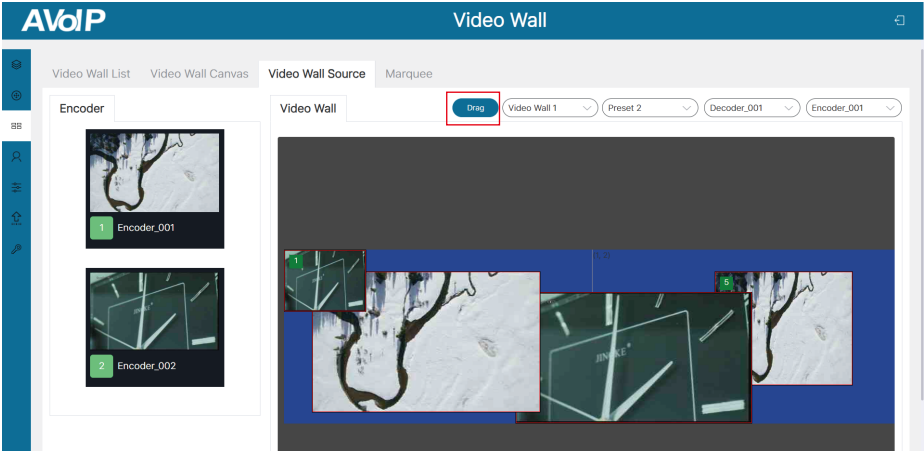 AVoIP
Video Wall
Video Wall List
Video Wall Canvas
Video Wall Source
Marquee
Encoder
Video Wall
Drag
Video Wall 1
Preset 2
Decoder_001
Encoder_001
1
Encoder_001
2
Encoder_002
1
5
JINGKE